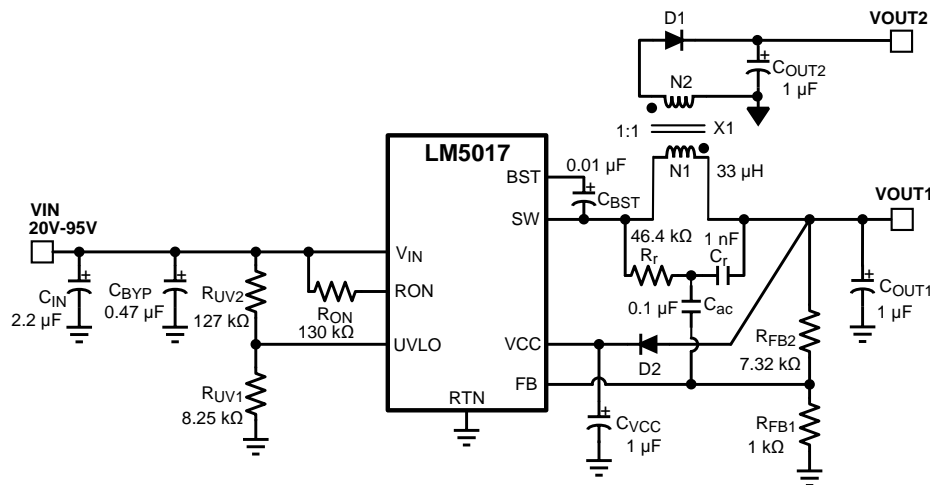 D1
VOUT2
+
COUT2
1 µF
N2
1:1
X1
N1
33 µH
LM5017
0.01 µF
+
BST
CBST
VOUT1
SW
VIN
20V-95V
46.4 kΩ
1 nF
Rr
Cr
+
CIN
2.2 µF
+
CBYP
0.47 µF
RUV2
127 kΩ
VIN
RON
RON
130 kΩ
0.1 µF
Cac
+
COUT1
1 µF
UVLO
VCC
D2
RFB2
7.32 kΩ
FB
RUV1
8.25 kΩ
RTN
+
CVCC
1 µF
RFB1
1 kΩ